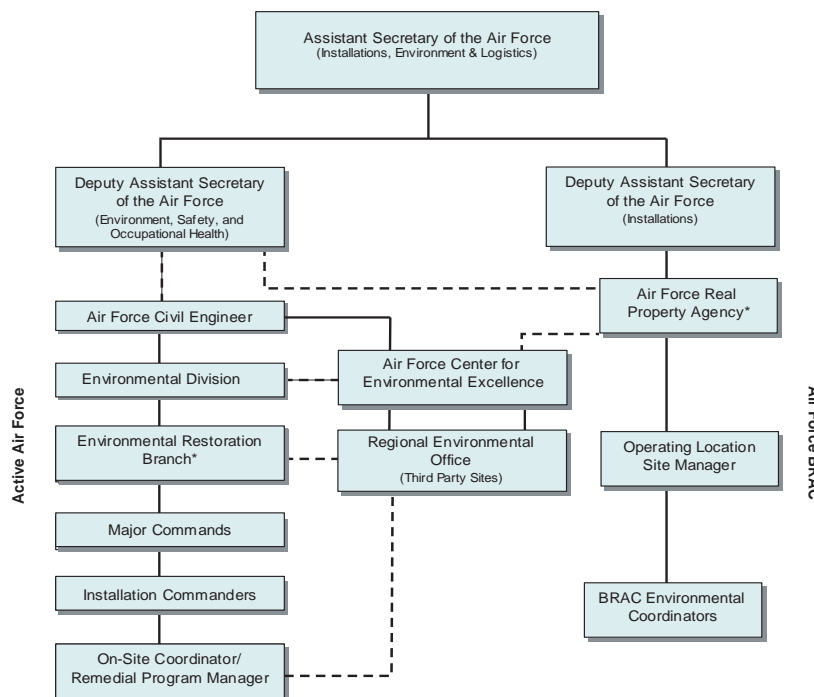 Assistant Secretary of the Air Force
(Installations, Environment & Logistics)
Deputy Assistant Secretary
of the Air Force
(Environment, Safety, and
Occupational Health)
Deputy Assistant Secretary
of the Air Force
(Installations)
Air Force Real
Property Agency*
Air Force Civil Engineer
Air Force Center for
Environmental Excellence
Environmental Division
Environmental Restoration
Branch*
Regional Environmental
Office
(Third Party Sites)
Operating Location
Site Manager
Major Commands
Installation Commanders
BRAC Environmental
Coordinators
On-Site Coordinator/
Remedial Program Manager
Active Air Force
Air Force BRAC